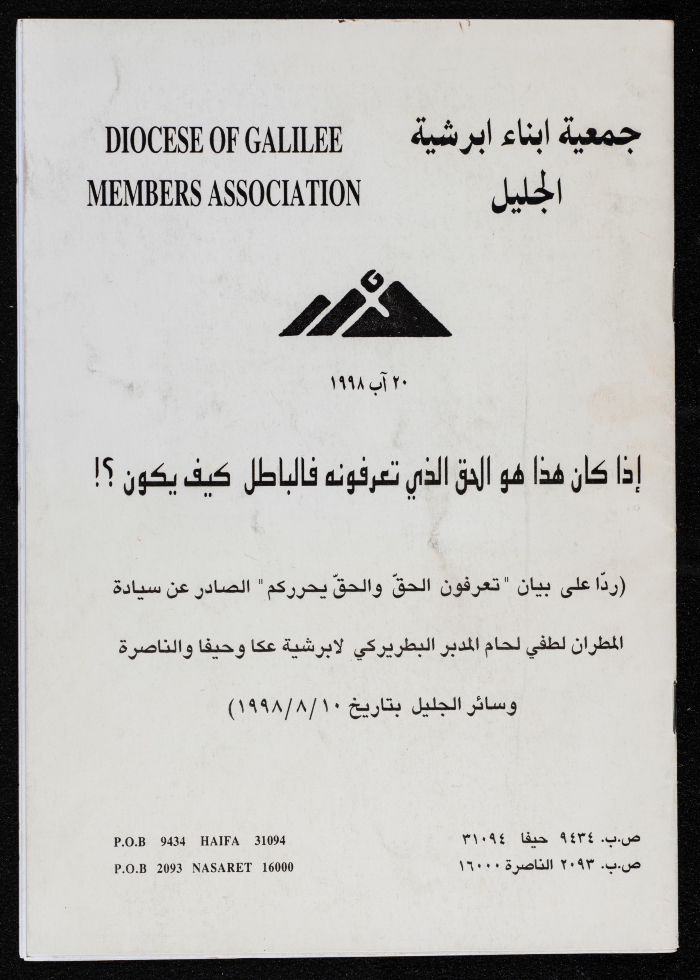 جمعية ابناء ابرشية
الجليل
DIOCESE OF GALILEE
MEMBERS ASSOCIATION
٢٠ آب ١٩٩٨
إذا كان هذا هو الحق الذي تعرفونه فالباطل كيف يكون ؟!
(ردّا على بيان "تعرفون الحقّ والحقّ يحرركم" الصادر عن سيادة
المطران لطفي لحام المدبر البطريركي لابرشية عكا وحيفا والناصرة
وسائر الجليل بتاريخ ١٠/٨/١٩٩٨)
ص.ب. ٩٤٣٤ حيفا ٣١٠٩٤
ص.ب. ٢٠٩٣ الناصرة ١٦٠٠٠
P.O.B 9434 HAIFA 31094
P.O.B 2093 NASARET 16000